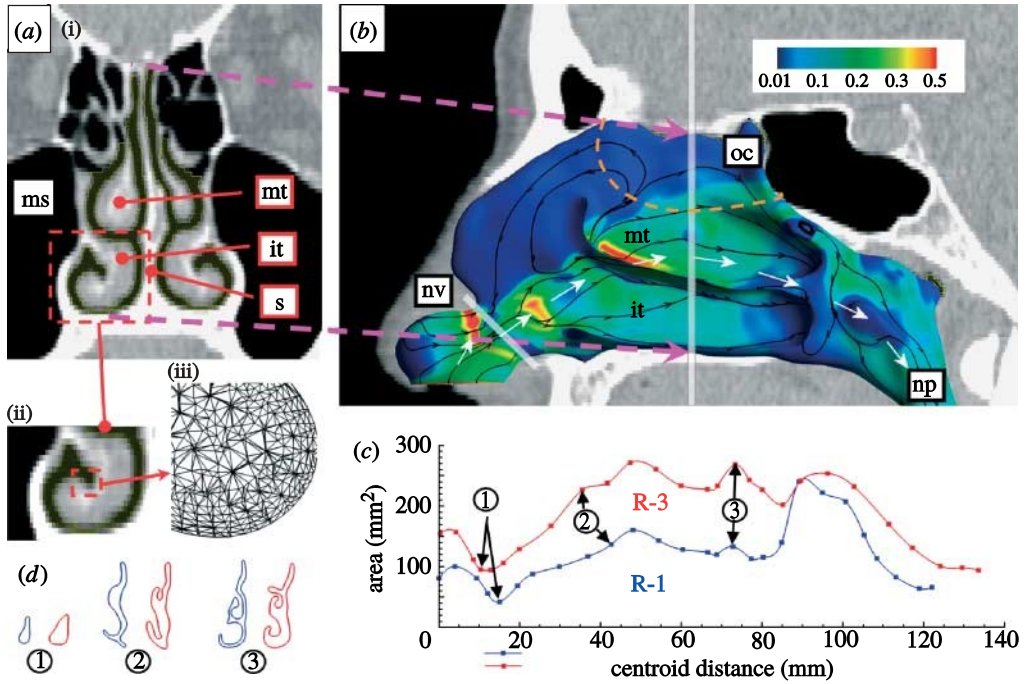 (a)
(i)
ms
mt
it
s
(ii)
(iii)
(b)
0.01 0.1 0.2 0.3 0.5
oc
mt
nv
it
np
(c)
300
200
100
area (mm²)
1
2
3
R-3
R-1
0 20 40 60 80 100 120 140
centroid distance (mm)
(d)
1
2
3